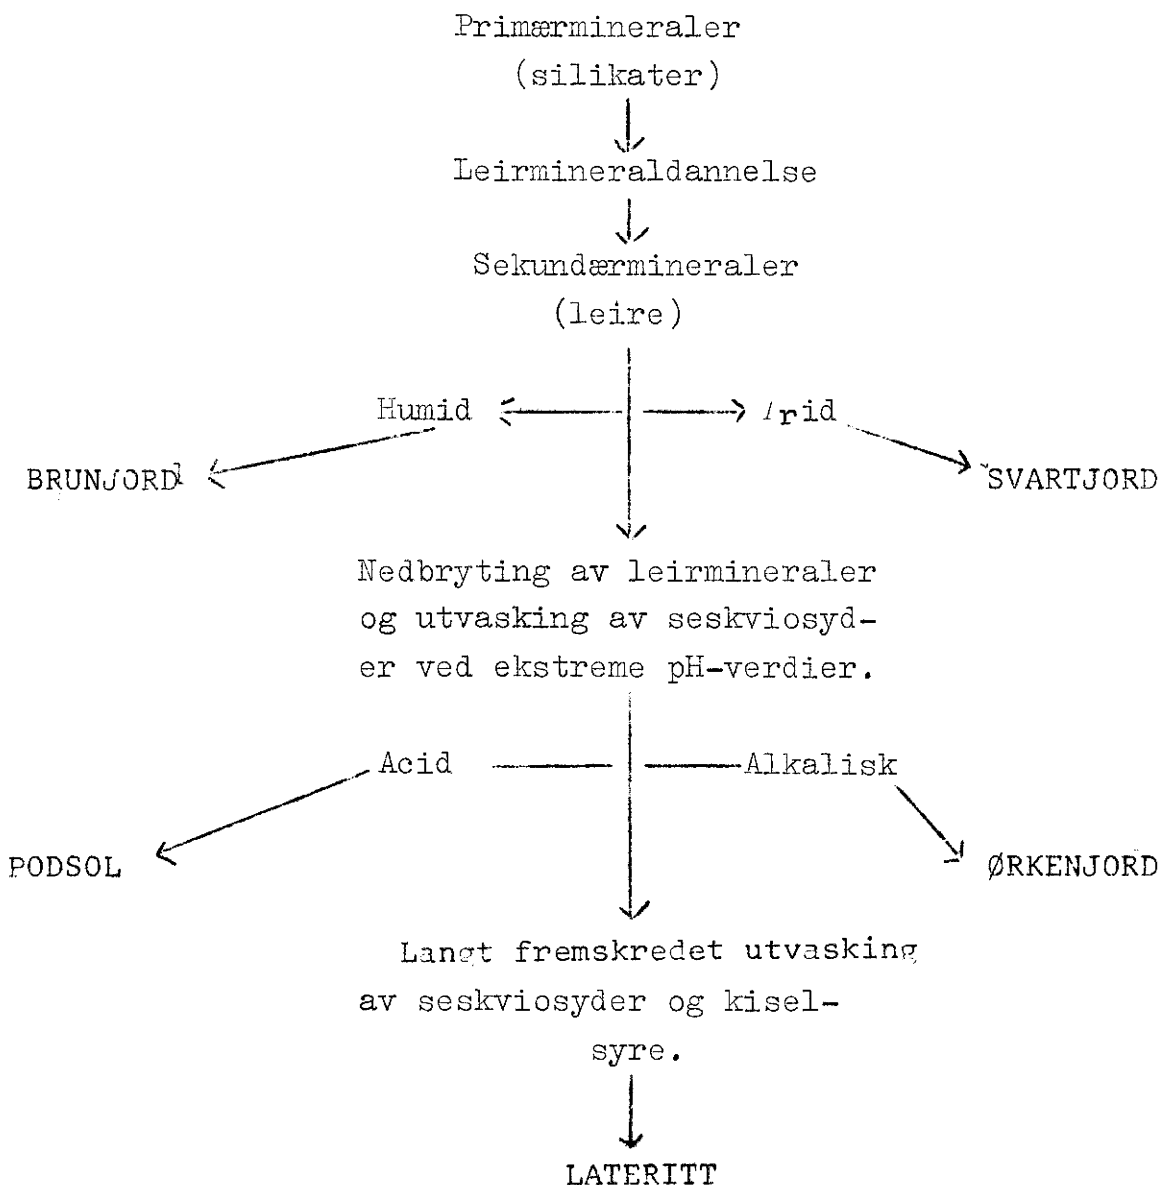 Primærmineraler
(silikater)
Leirmineraldannelse
Sekundærmineraler
(leire)
Humid
Arid
BRUNJORD
SVARTJORD
Nedbryting av leirmineraler
og utvasking av seskviosyd-
er ved ekstreme pH-verdier.
Acid
Alkalisk
PODSOL
ØRKENJORD
Langt fremskredet utvasking
av seskviosyder og kisel-
syre.
LATERITT